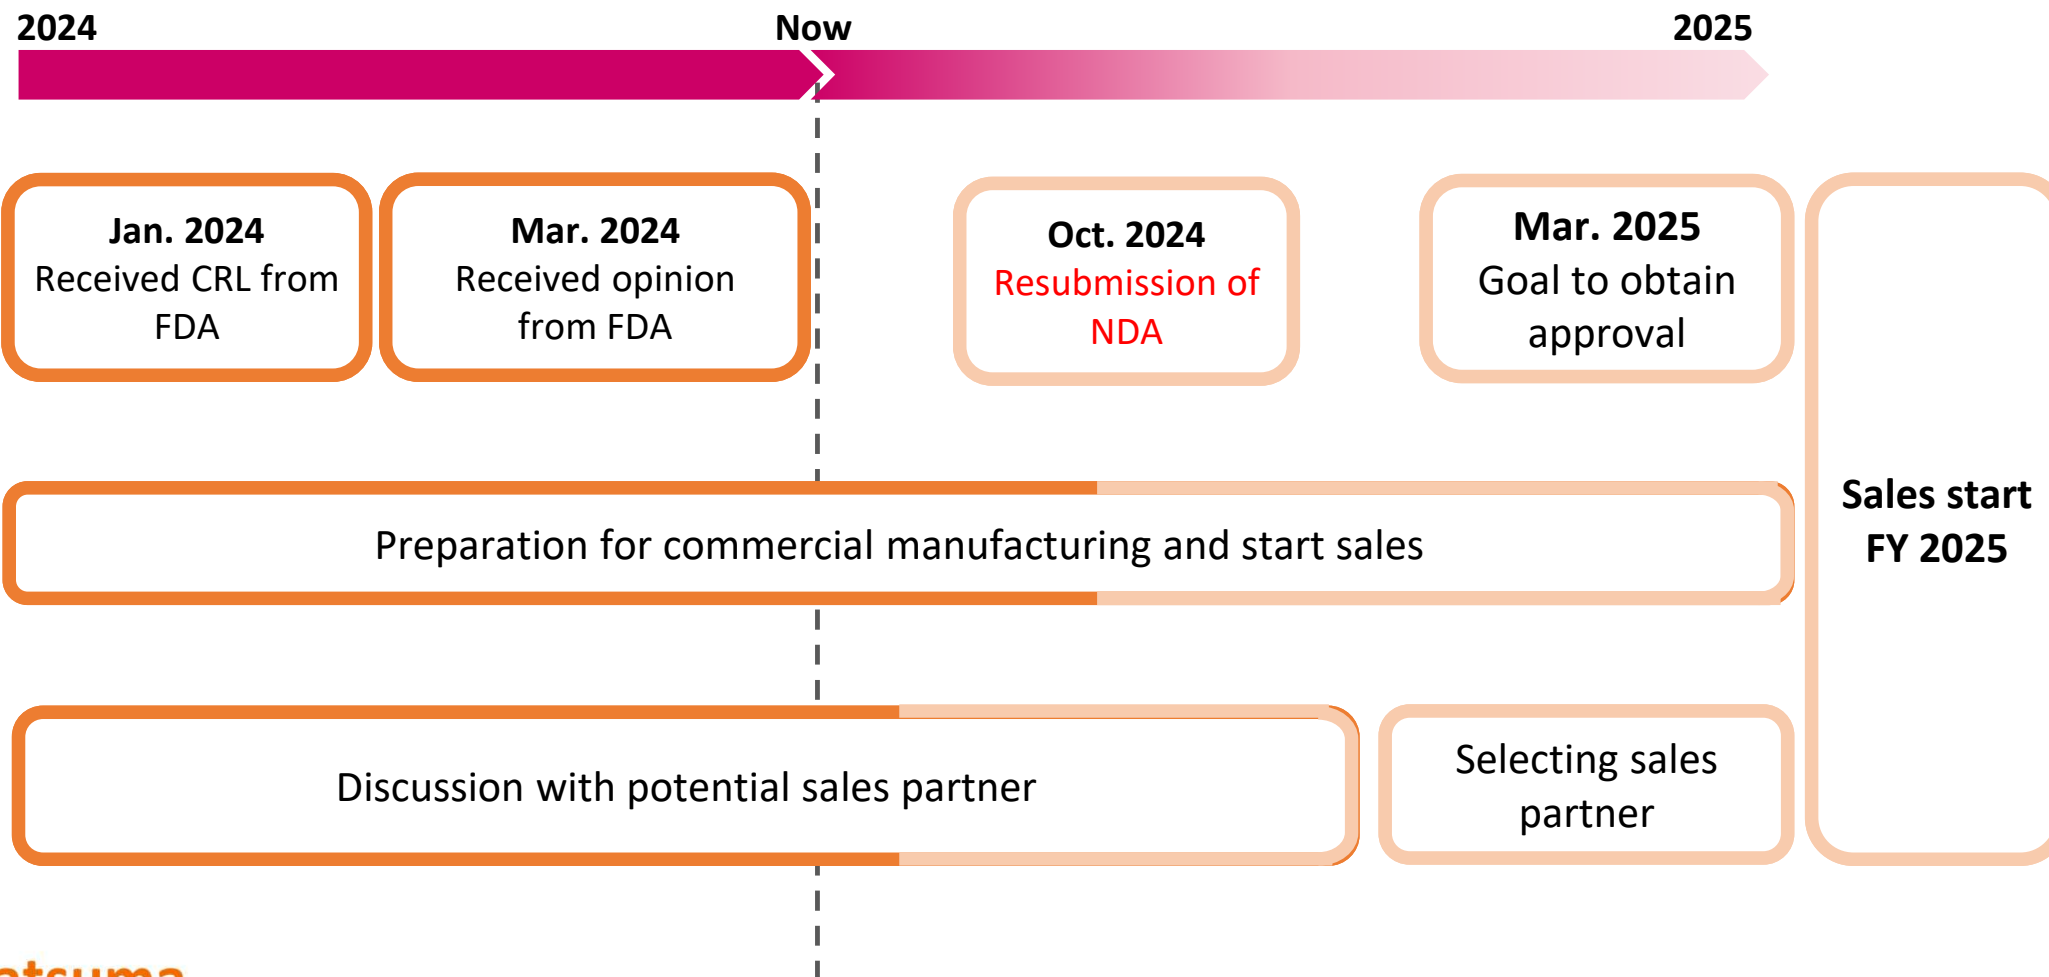 2024
Now
2025
Jan. 2024
Received CRL from
FDA
Mar. 2024
Received opinion
from FDA
Oct. 2024
Resubmission of
NDA
Mar. 2025
Goal to obtain
approval
Sales start
FY 2025
Preparation for commercial manufacturing and start sales
Discussion with potential sales partner
Selecting sales
partner